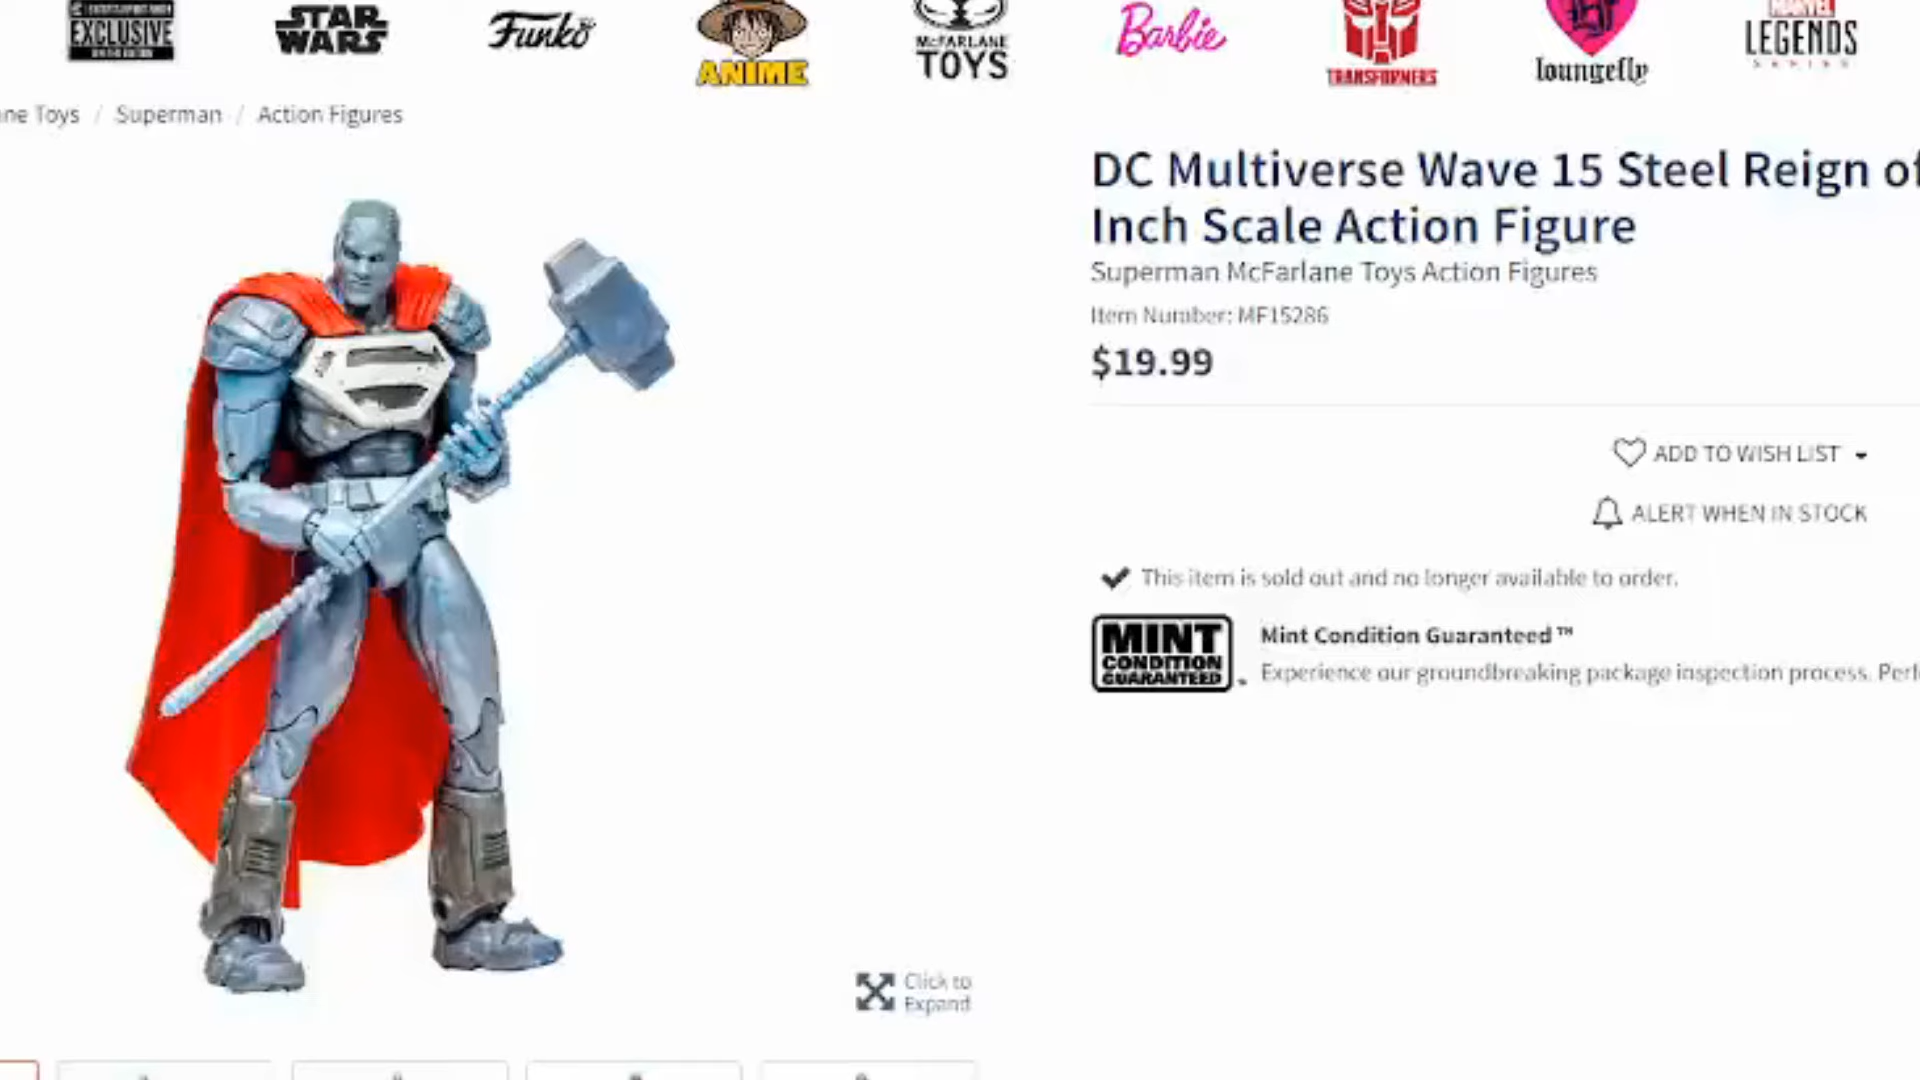 EXCLUSIVE
STAR
WARS
Funko
ANIME
McFARLANE
TOYS
Barbie
TRANSFORMERS
loungefly
MARVEL
LEGENDS
SERIES
ne Toys / Superman / Action Figures
DC Multiverse Wave 15 Steel Reign of
Inch Scale Action Figure
Superman McFarlane Toys Action Figures
Item Number: MF15286
$19.99
ADD TO WISH LIST
ALERT WHEN IN STOCK
This item is sold out and no longer available to order.
MINT
CONDITION
GUARANTEED
Mint Condition Guaranteed™
Experience our groundbreaking package inspection process. Perf
Click to
Expand